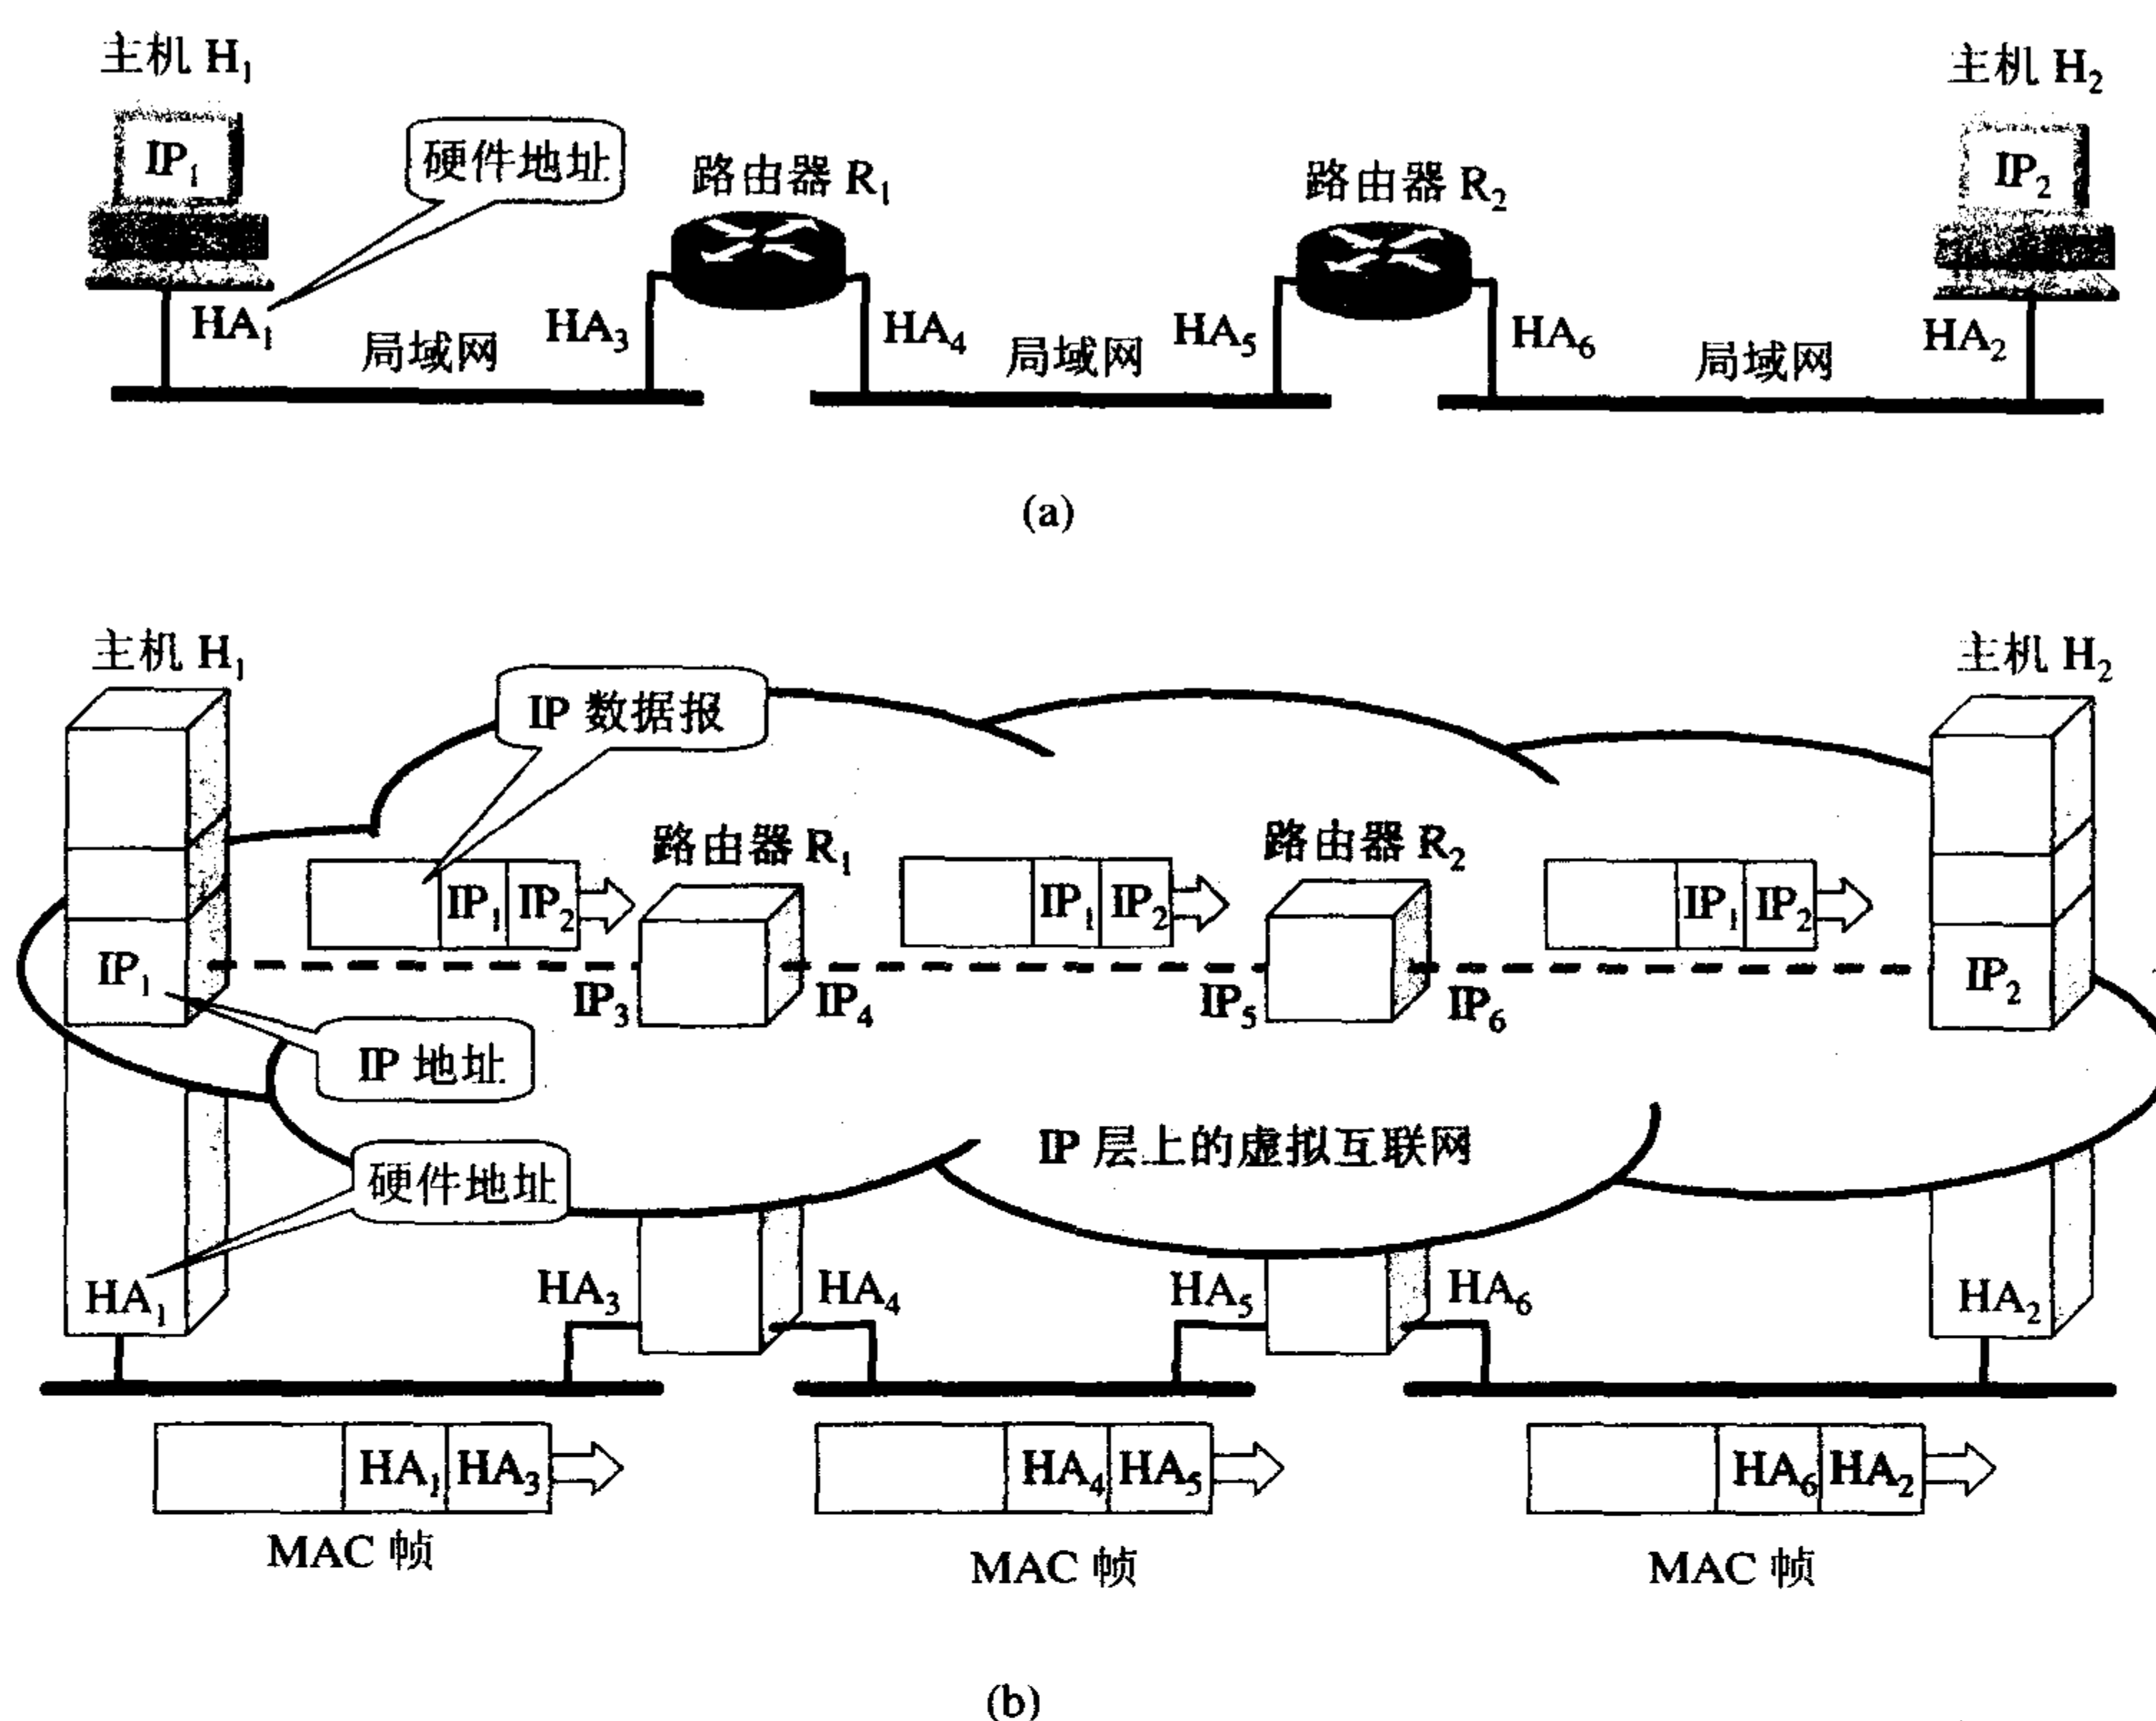 主机 H₁
主机 H₂
IP₁
硬件地址
路由器 R₁
路由器 R₂
IP₂
HA₁
局域网
HA₃
HA₄
局域网
HA₅
HA₆
局域网
HA₂
(a)
主机 H₁
IP 数据报
主机 H₂
路由器 R₁
路由器 R₂
IP₁ IP₂
IP₁ IP₂
IP₁ IP₂
IP₁
IP₃
IP₄
IP₅
IP₆
IP₂
IP 地址
IP 层上的虚拟互联网
硬件地址
HA₁
HA₃
HA₄
HA₅
HA₆
HA₂
HA₁ HA₃
HA₄ HA₅
HA₆ HA₂
MAC 帧
MAC 帧
MAC 帧
(b)